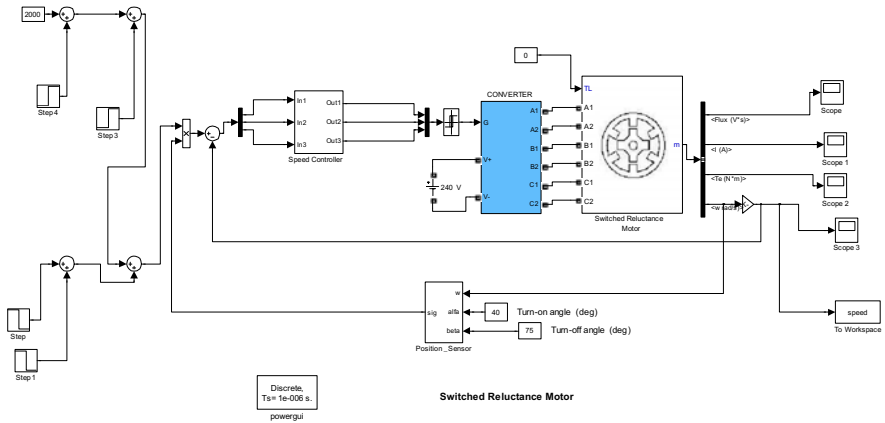 2000
Step 4
Step 3
In1
In2
In3
Out1
Out2
Out3
Speed Controller
CONVERTER
G
V+
V-
240 V
A1
A2
B1
B2
C1
C2
0
TL
A1
A2
B1
B2
C1
C2
m
Switched Reluctance
Motor
<Flux (V*s)>
<I (A)>
<Te (N*m)>
<w rad/s)>
Scope
Scope 1
Scope 2
Scope 3
speed
To Workspace
Step
Step 1
sig
w
alfa
beta
Position _Sensor
40
Turn-on angle (deg)
75
Turn-off angle (deg)
Discrete,
Ts= 1e-006 s.
powergui
Switched Reluctance Motor